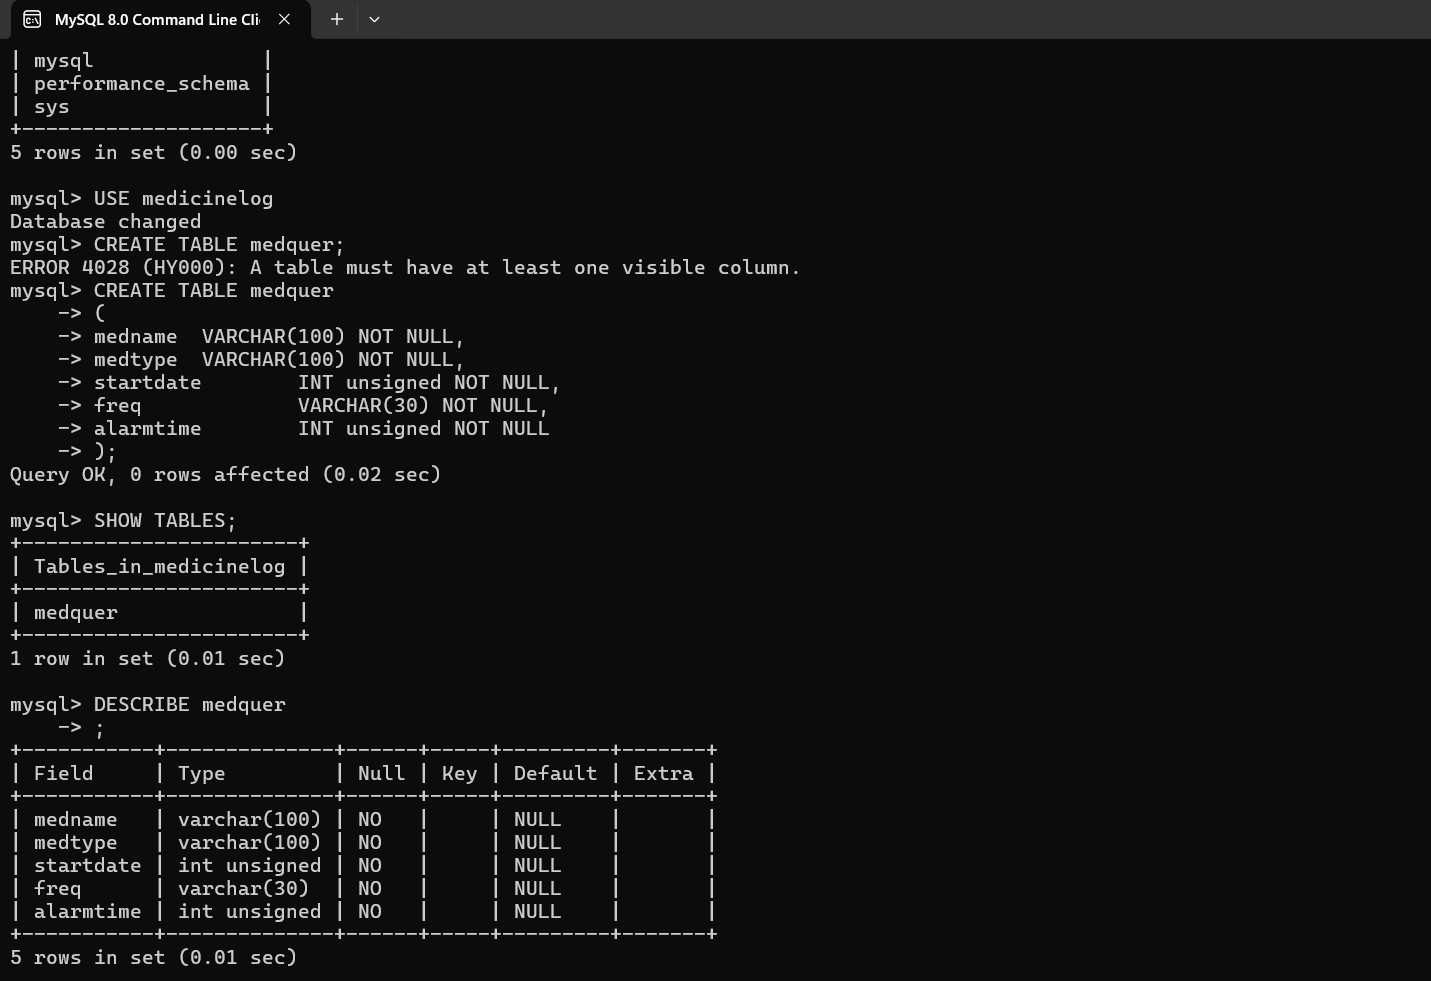 MySQL 8.0 Command Line Cli
| mysql              |
| performance_schema |
| sys                |
+--------------------+
5 rows in set (0.00 sec)
mysql> USE medicinelog
Database changed
mysql> CREATE TABLE medquer;
ERROR 4028 (HY000): A table must have at least one visible column.
mysql> CREATE TABLE medquer
    -> (
    -> medname  VARCHAR(100) NOT NULL,
    -> medtype  VARCHAR(100) NOT NULL,
    -> startdate        INT unsigned NOT NULL,
    -> freq             VARCHAR(30) NOT NULL,
    -> alarmtime        INT unsigned NOT NULL
    -> );
Query OK, 0 rows affected (0.02 sec)
mysql> SHOW TABLES;
+-----------------------+
| Tables_in_medicinelog |
+-----------------------+
| medquer               |
+-----------------------+
1 row in set (0.01 sec)
mysql> DESCRIBE medquer
    -> ;
+-----------+--------------+------+-----+---------+-------+
| Field     | Type         | Null | Key | Default | Extra |
+-----------+--------------+------+-----+---------+-------+
| medname   | varchar(100) | NO   |     | NULL    |       |
| medtype   | varchar(100) | NO   |     | NULL    |       |
| startdate | int unsigned | NO   |     | NULL    |       |
| freq      | varchar(30)  | NO   |     | NULL    |       |
| alarmtime | int unsigned | NO   |     | NULL    |       |
+-----------+--------------+------+-----+---------+-------+
5 rows in set (0.01 sec)